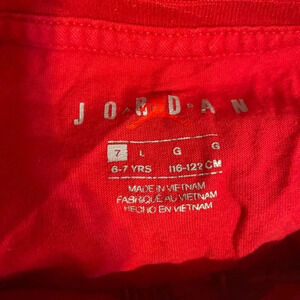 JORDAN
7 L G G
6-7 YRS 116-122 CM
MADE IN VIETNAM
FABRIQUÉ AU VIETNAM
HECHO EN VIETNAM